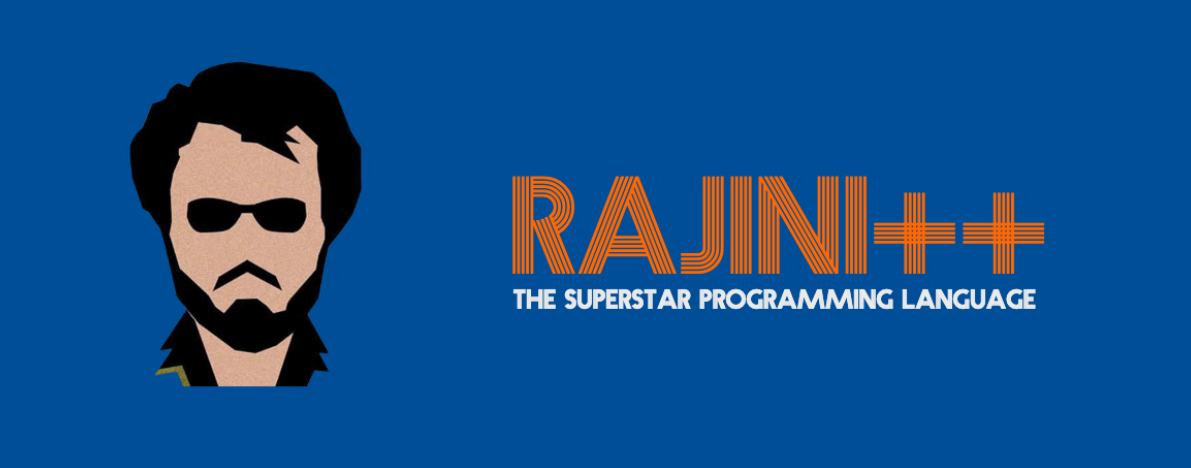 RAJINI++
THE SUPERSTAR PROGRAMMING LANGUAGE